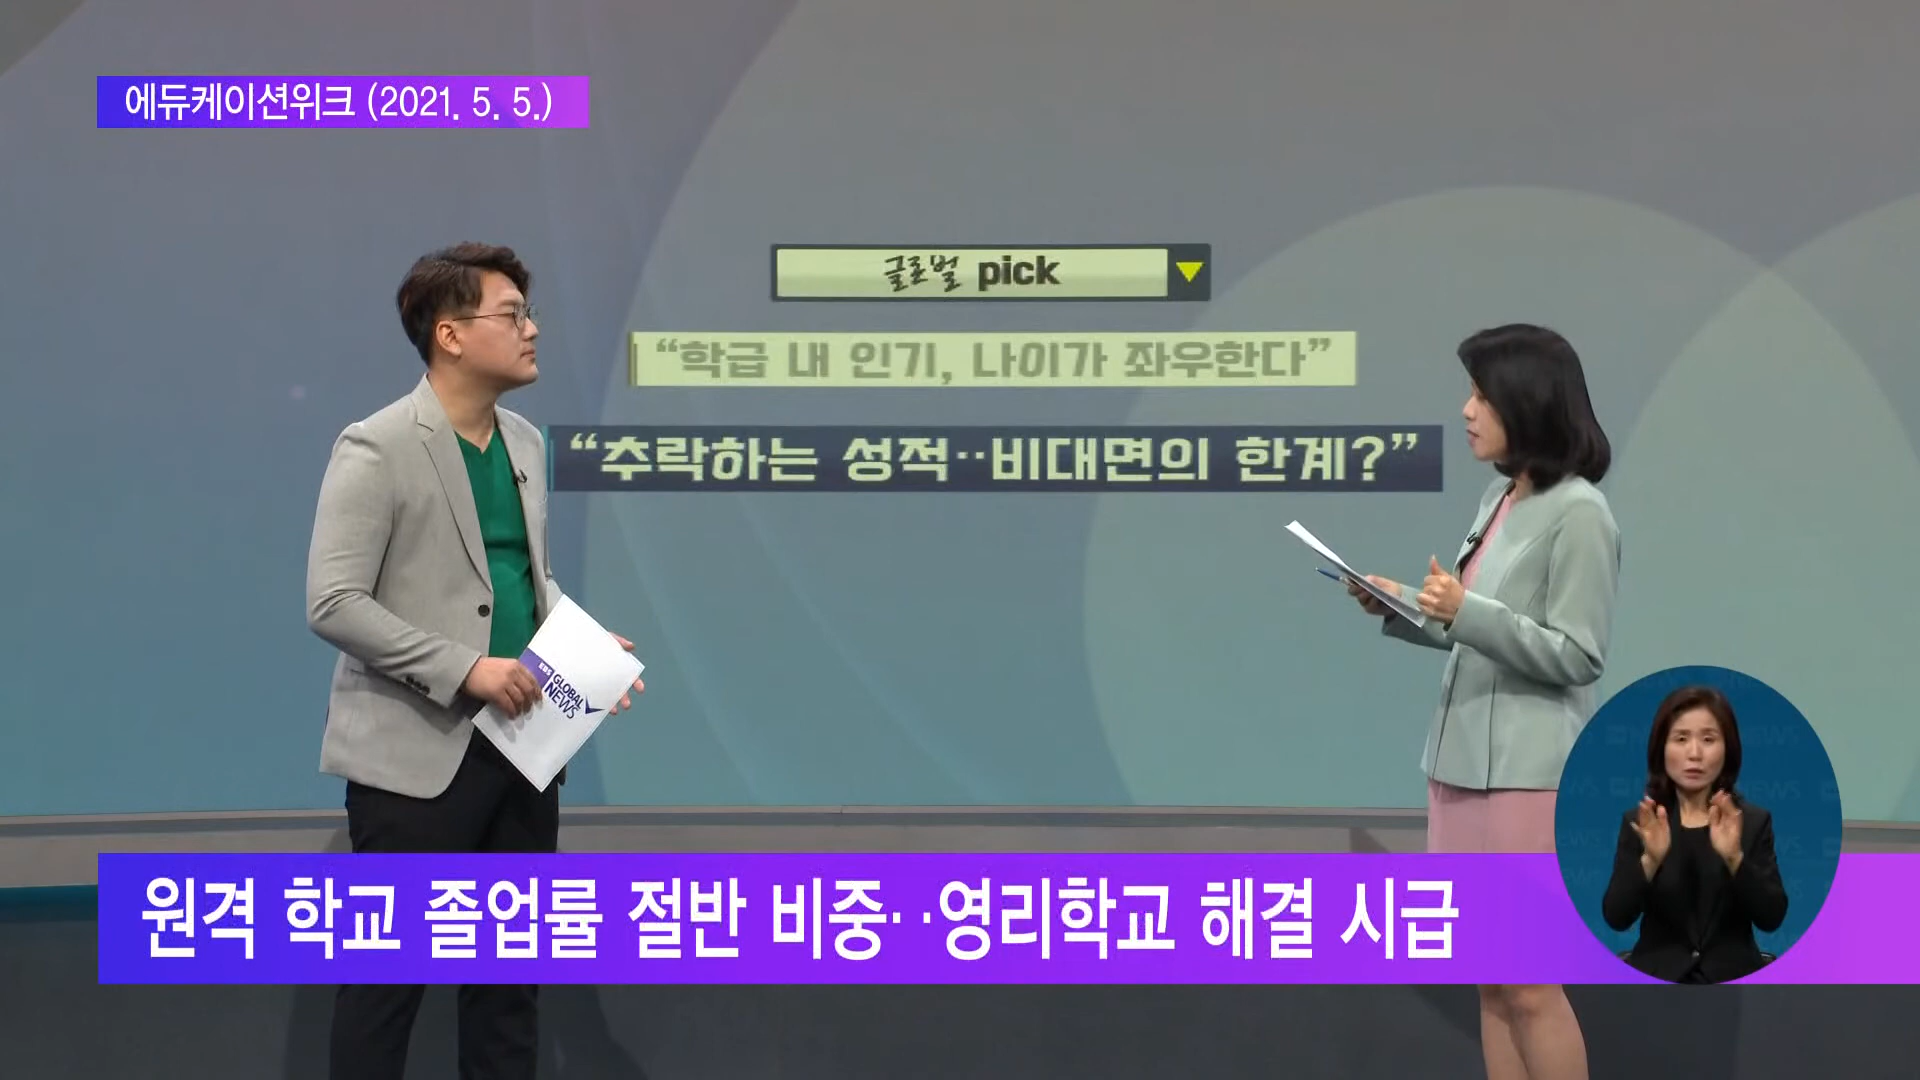 에듀케이션위크 (2021. 5. 5.)
글로벌 pick
“학급 내 인기, 나이가 좌우한다”
“추락하는 성적··비대면의 한계?”
EBS
GLOBAL
NEWS
원격 학교 졸업률 절반 비중··영리학교 해결 시급